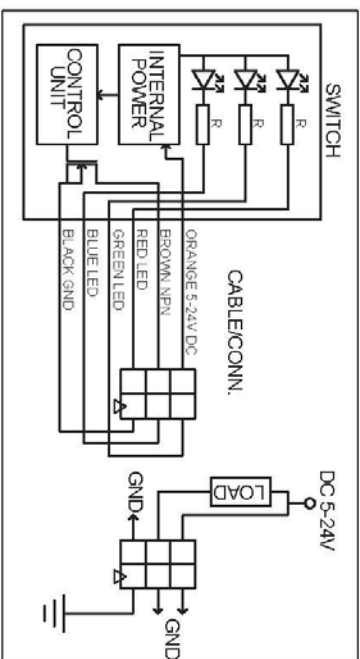 SWITCH
R
R
R
INTERNAL
POWER
CONTROL
UNIT
ORANGE 5-24V DC
BROWN NPN
RED LED
GREEN LED
BLUE LED
BLACK GND
CABLE/CONN.
DC 5-24V
LOAD
GND
GND